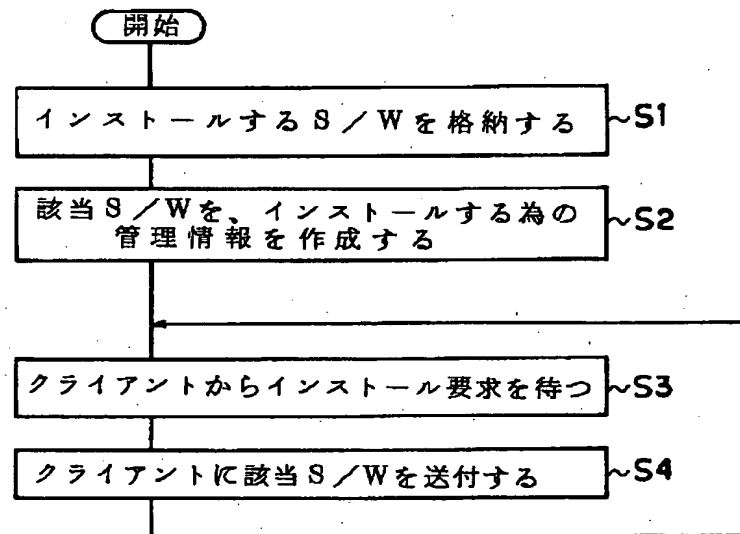 開始
インストールするS/Wを格納する ~S1
該当S/Wを、インストールする為の ~S2
管理情報を作成する
クライアントからインストール要求を待つ ~S3
クライアントに該当S/Wを送付する ~S4